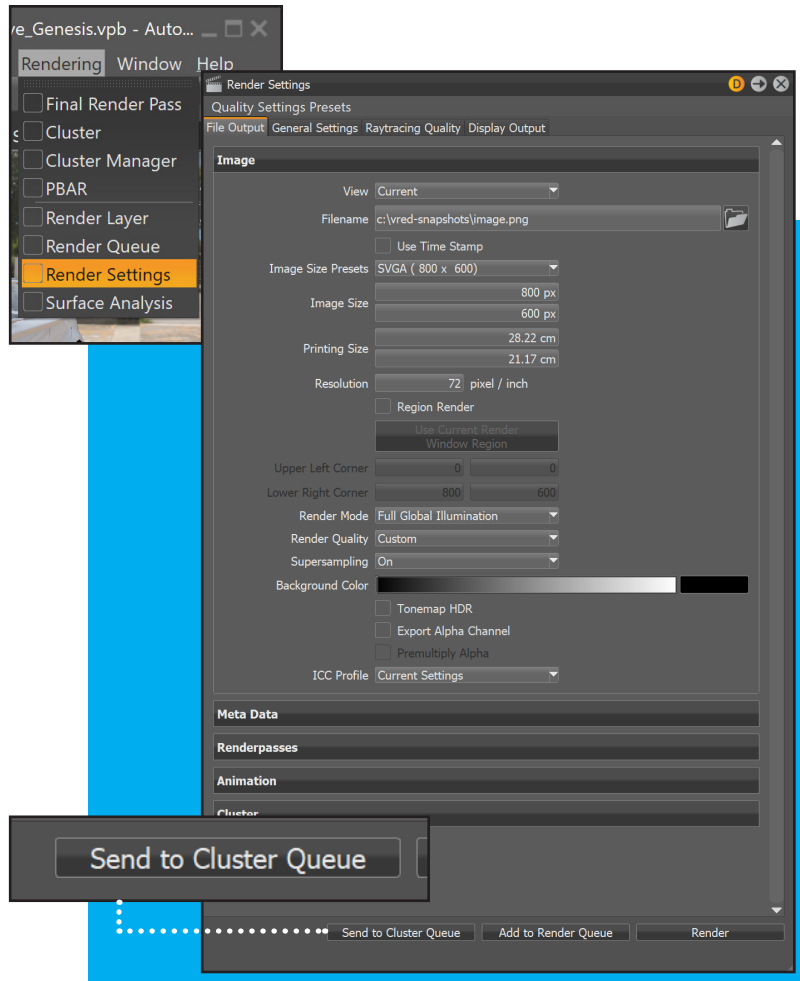 ve_Genesis.vpb - Auto...
Rendering Window Help
Final Render Pass
Cluster
Cluster Manager
PBAR
Render Layer
Render Queue
Render Settings
Surface Analysis
Render Settings
D
Quality Settings Presets
File Output General Settings Raytracing Quality Display Output
Image
View Current
Filename c:\vred-snapshots\image.png
Use Time Stamp
Image Size Presets SVGA ( 800 x 600)
Image Size 800 px
600 px
Printing Size 28.22 cm
21.17 cm
Resolution 72 pixel / inch
Region Render
Use Current Render
Window Region
Upper Left Corner 0 0
Lower Right Corner 800 600
Render Mode Full Global Illumination
Render Quality Custom
Supersampling On
Background Color
Tonemap HDR
Export Alpha Channel
Premultiply Alpha
ICC Profile Current Settings
Meta Data
Renderpasses
Animation
Cluster
Send to Cluster Queue
Send to Cluster Queue Add to Render Queue Render